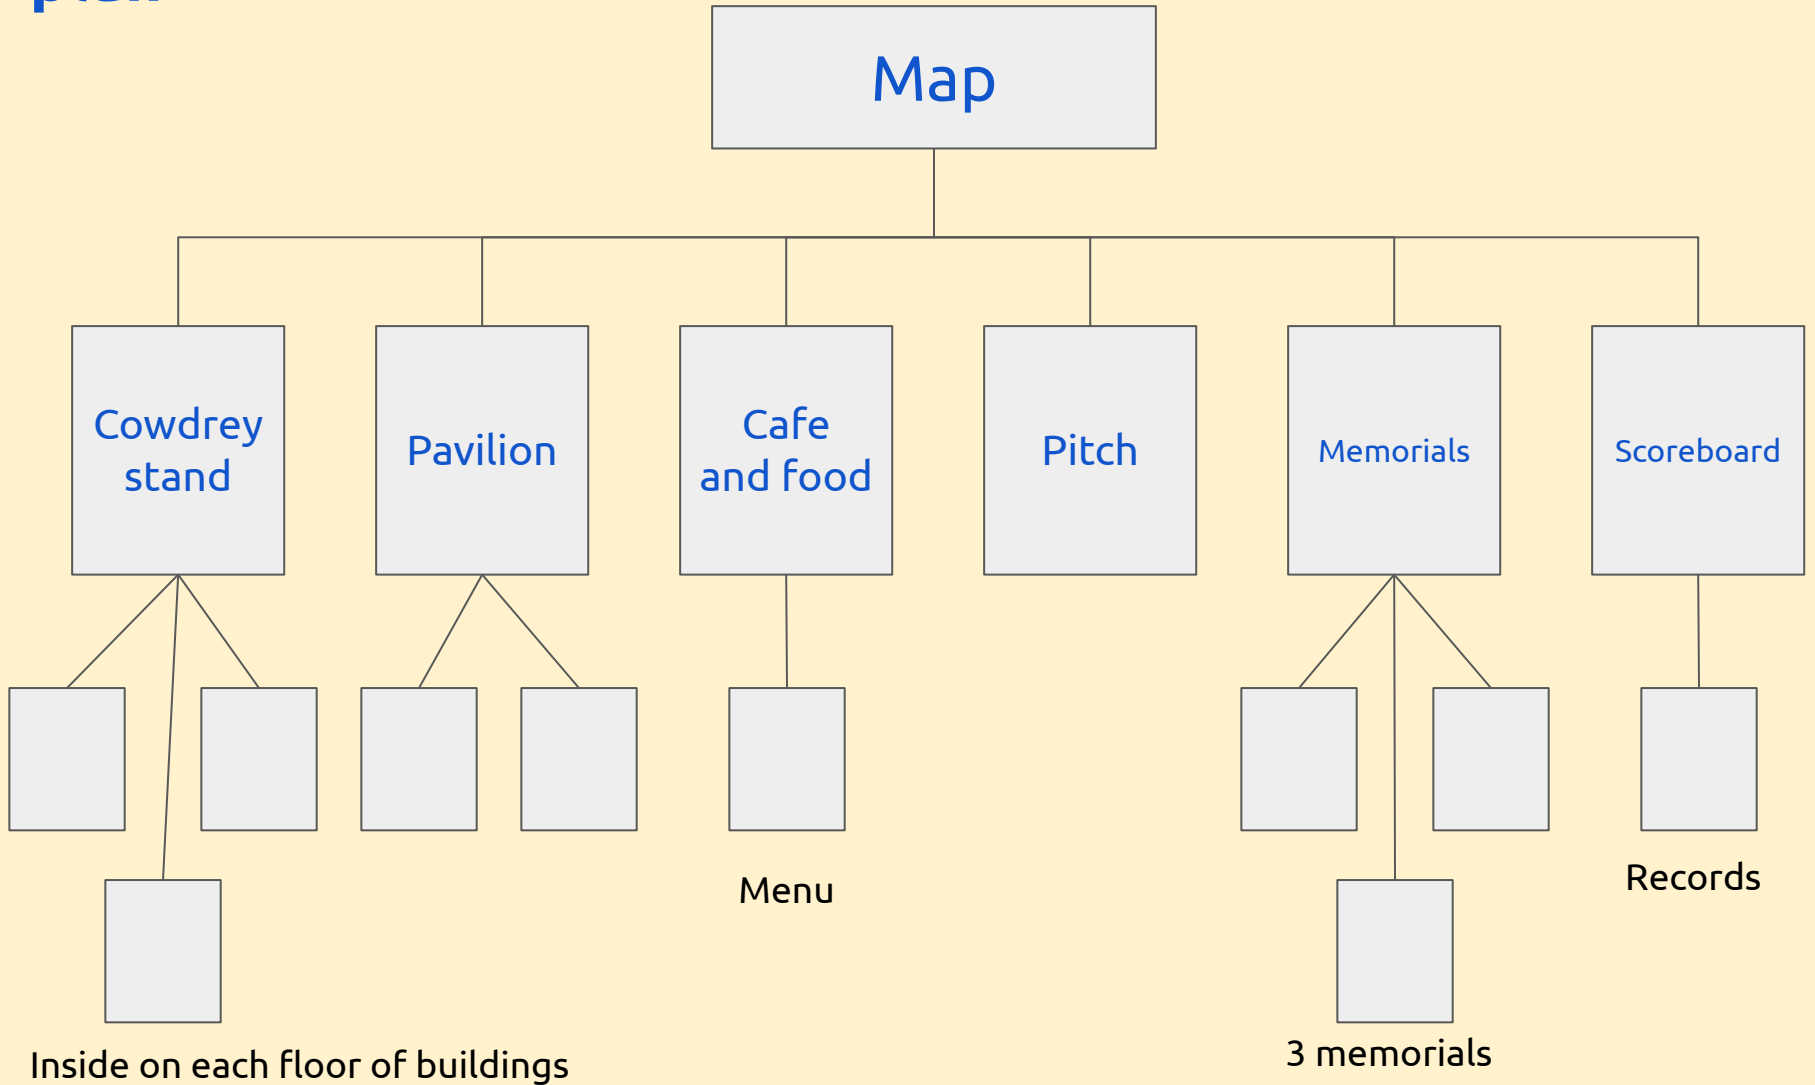 Map
Cowdrey
stand
Pavilion
Cafe
and food
Pitch
Memorials
Scoreboard
Menu
Records
Inside on each floor of buildings
3 memorials